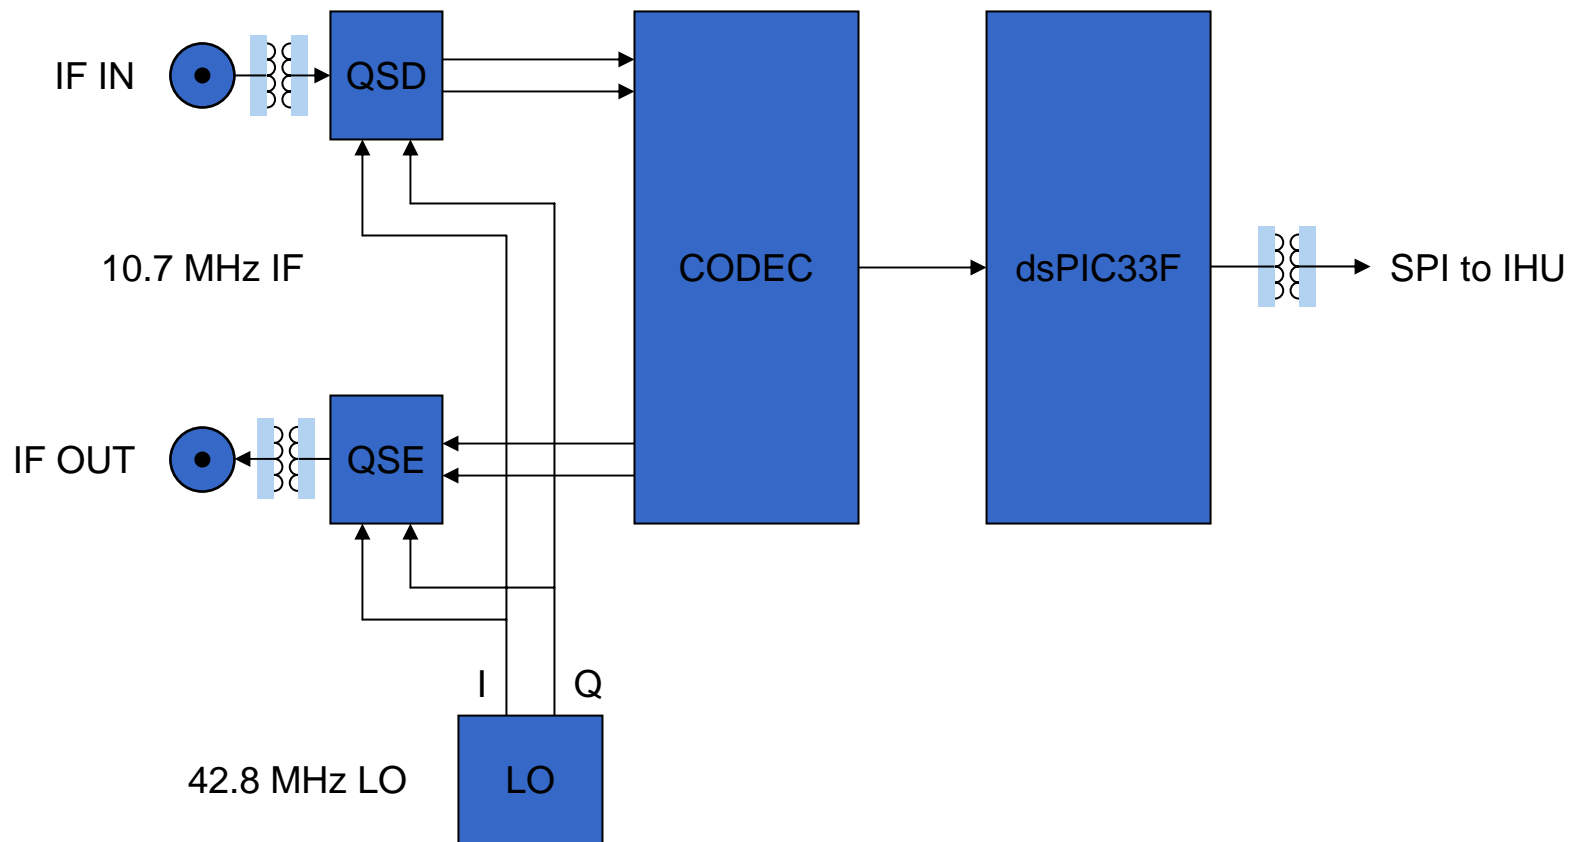 IF IN
QSD
10.7 MHz IF
CODEC
dsPIC33F
SPI to IHU
IF OUT
QSE
I
Q
42.8 MHz LO
LO